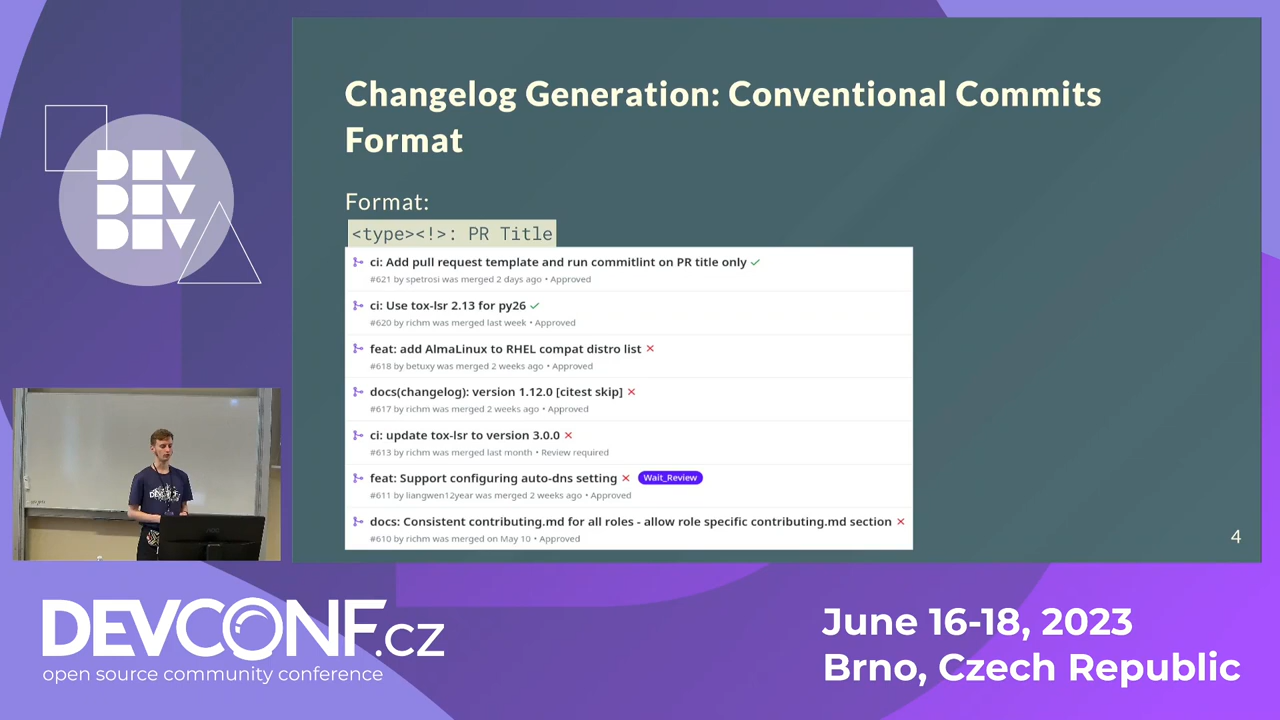 Changelog Generation: Conventional Commits
Format
Format:
<type><!>: PR Title
ci: Add pull request template and run commitlint on PR title only
#621 by spetrosi was merged 2 days ago • Approved
ci: Use tox-lsr 2.13 for py26
#620 by richm was merged last week • Approved
feat: add AlmaLinux to RHEL compat distro list
#618 by betuxy was merged 2 weeks ago • Approved
docs(changelog): version 1.12.0 [citest skip]
#617 by richm was merged 2 weeks ago • Approved
ci: update tox-lsr to version 3.0.0
#613 by richm was merged last month • Review required
feat: Support configuring auto-dns setting Wait_Review
#611 by liangwen12year was merged 2 weeks ago • Approved
docs: Consistent contributing.md for all roles - allow role specific contributing.md section
#610 by richm was merged on May 10 • Approved
4
DEV
DEV
DEV
DEVCONF.cz
open source community conference
June 16-18, 2023
Brno, Czech Republic